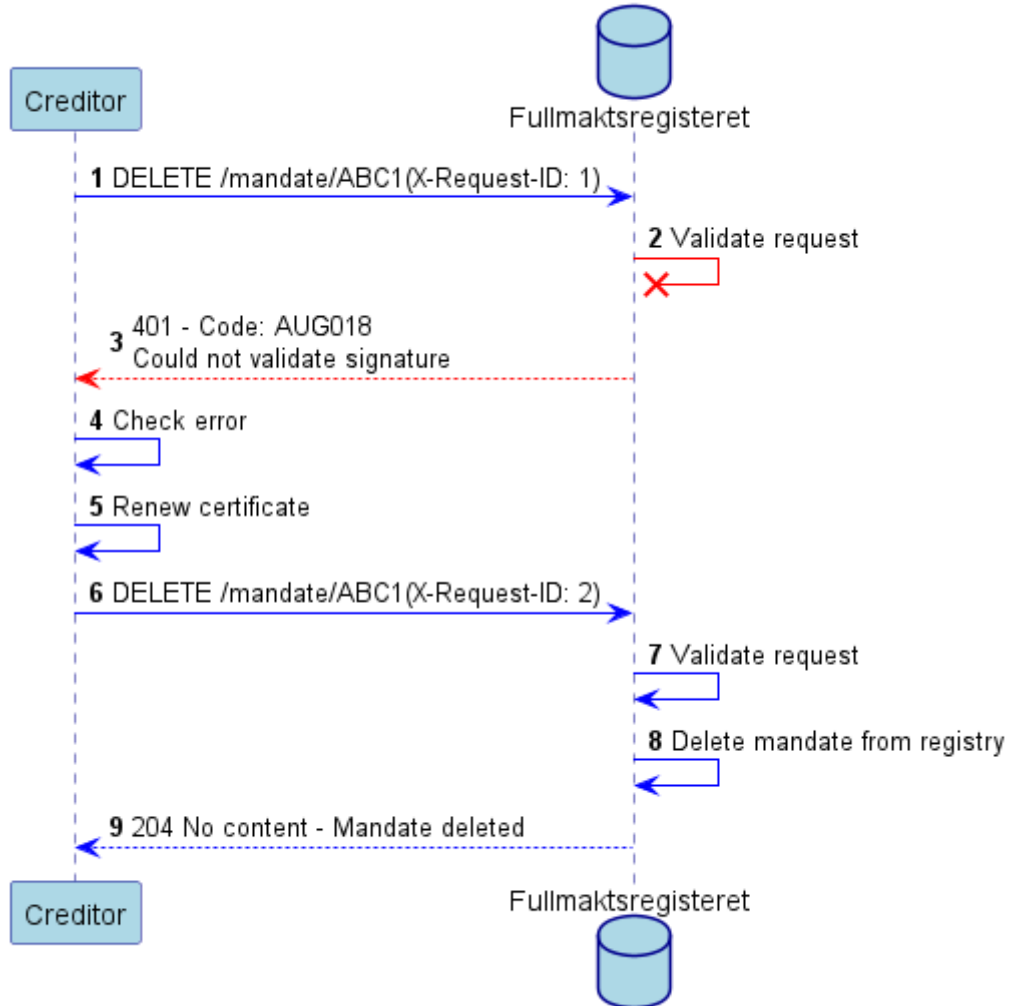 Creditor
Fullmaktsregisteret
1 DELETE /mandate/ABC1(X-Request-ID: 1)
2 Validate request
3 401 - Code: AUG018
Could not validate signature
4 Check error
5 Renew certificate
6 DELETE /mandate/ABC1(X-Request-ID: 2)
7 Validate request
8 Delete mandate from registry
9 204 No content - Mandate deleted
Creditor
Fullmaktsregisteret